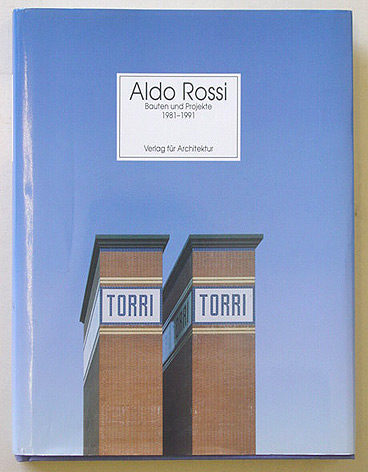 Aldo Rossi
Bauten und Projekte
1981–1991
Verlag für Architektur
TORRI
TORRI